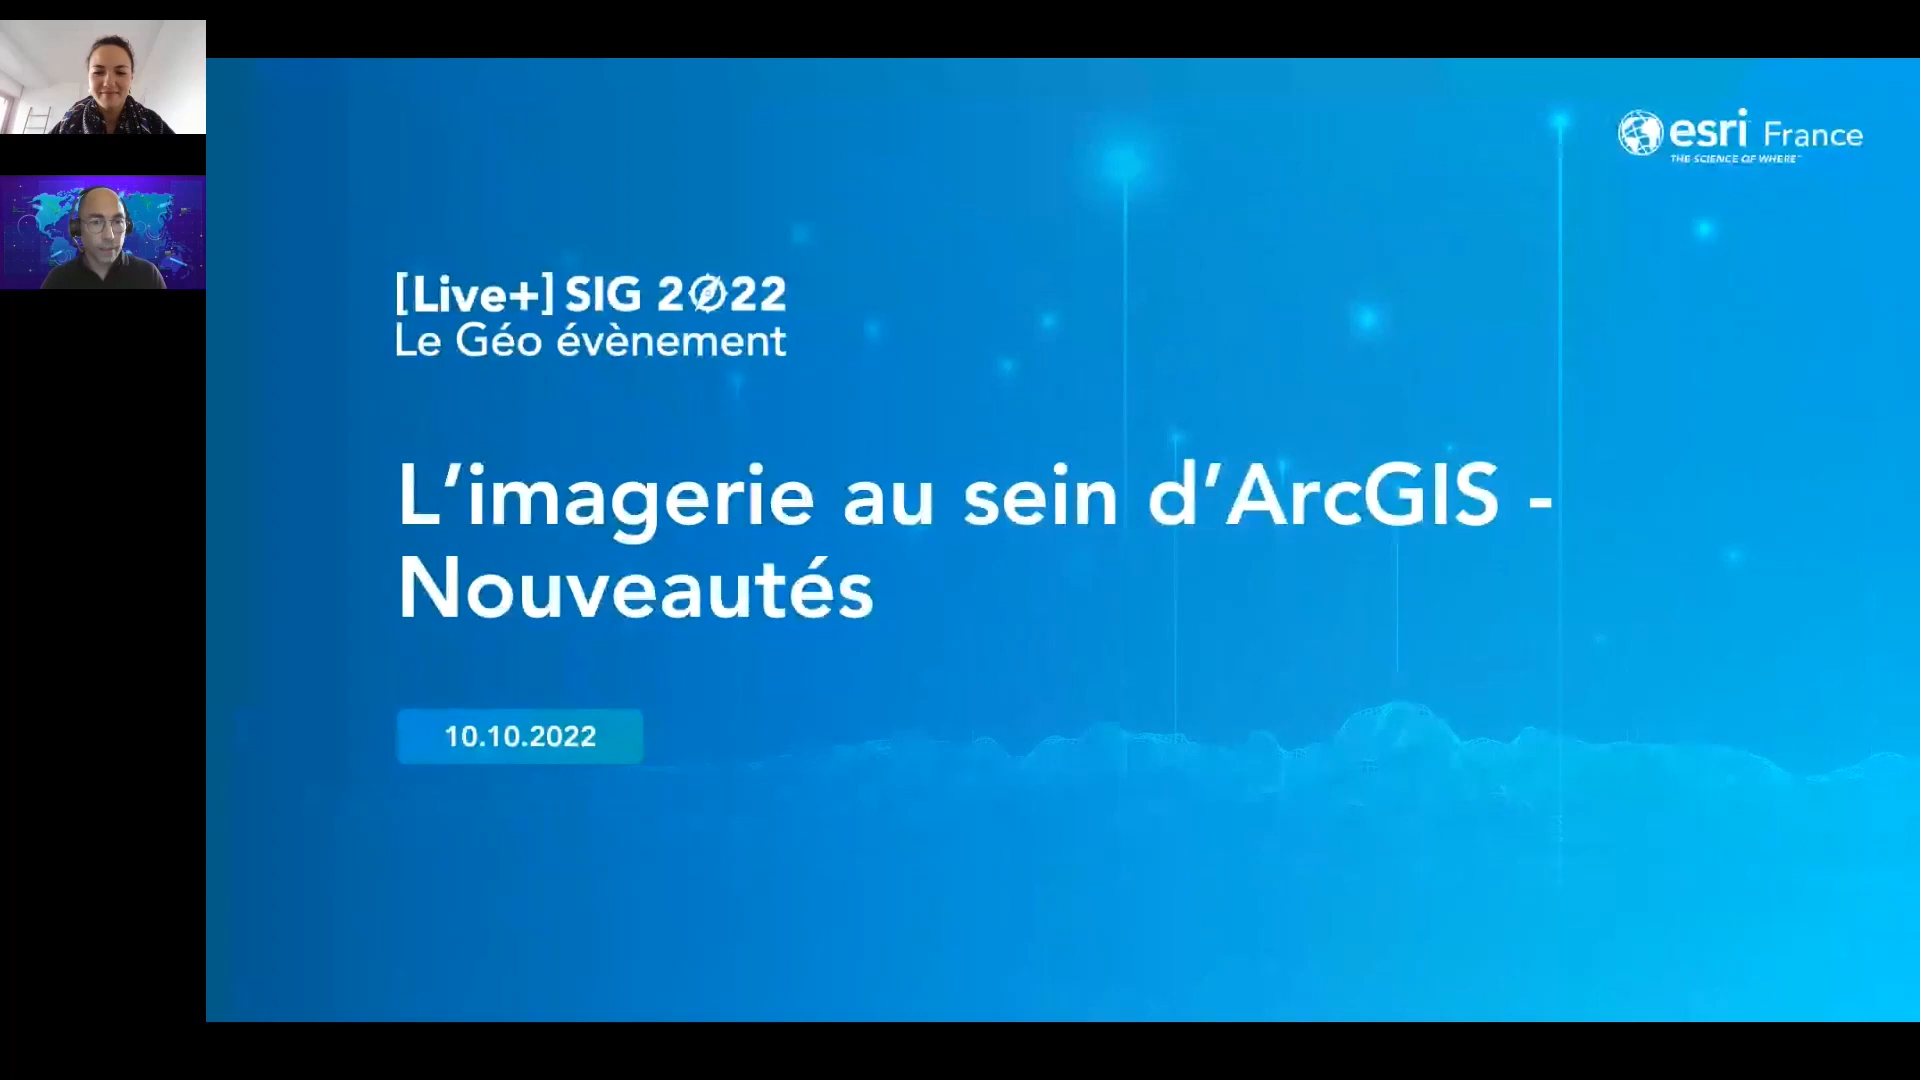 esri France
THE SCIENCE OF WHERE™
[Live+] SIG 2022
Le Géo évènement
L’imagerie au sein d’ArcGIS -
Nouveautés
10.10.2022